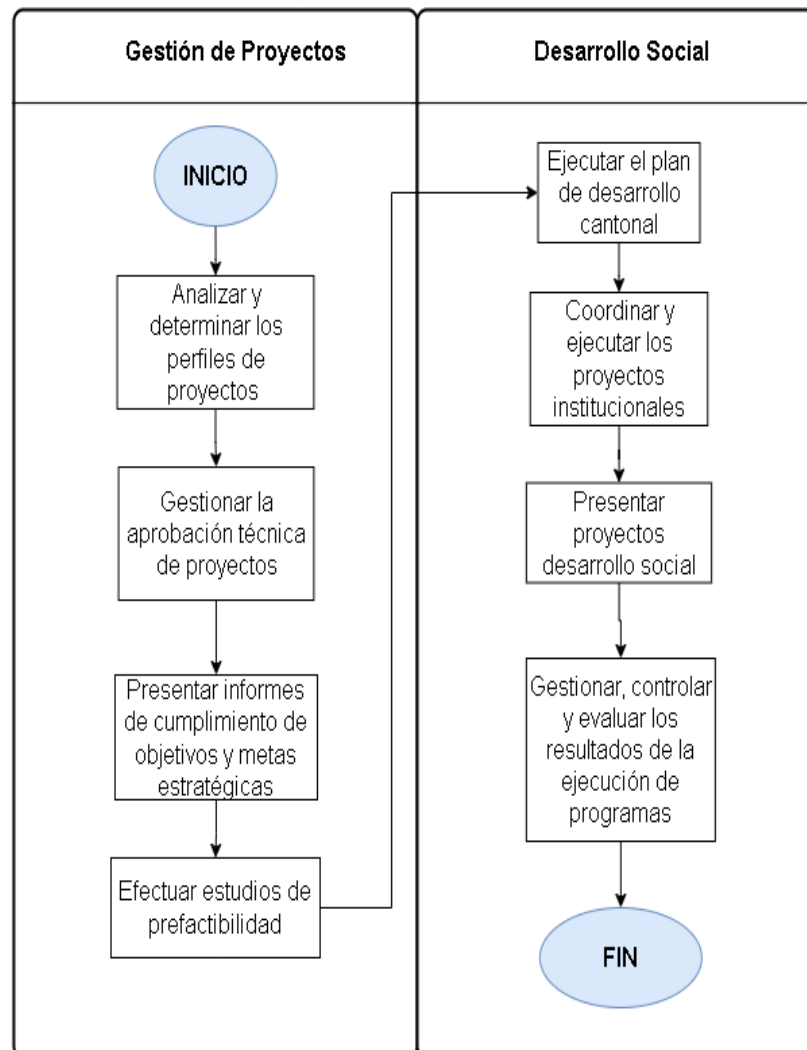 Gestión de Proyectos
Desarrollo Social
INICIO
Analizar y
determinar los
perfiles de
proyectos
Gestionar la
aprobación técnica
de proyectos
Presentar informes
de cumplimiento de
objetivos y metas
estratégicas
Efectuar estudios de
prefactibilidad
Ejecutar el plan
de desarrollo
cantonal
Coordinar y
ejecutar los
proyectos
institucionales
Presentar
proyectos
desarrollo social
Gestionar, controlar
y evaluar los
resultados de la
ejecución de
programas
FIN